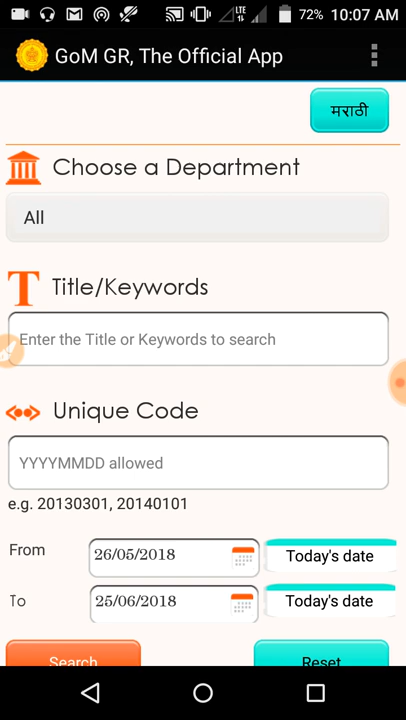 72% 10:07 AM
GoM GR, The Official App
मराठी
Choose a Department
All
Title/Keywords
Enter the Title or Keywords to search
Unique Code
YYYYMMDD allowed
e.g. 20130301, 20140101
From 26/05/2018 Today's date
To 25/06/2018 Today's date
Search Reset